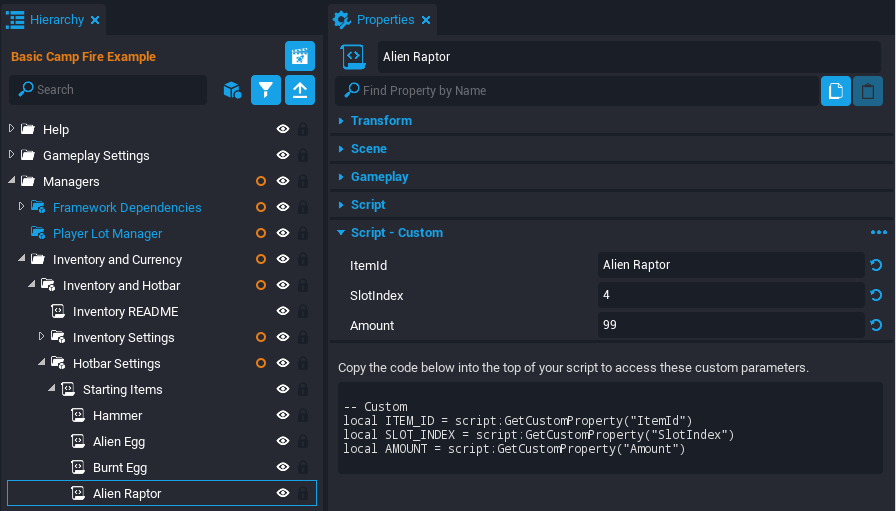 Hierarchy
Basic Camp Fire Example
Search
Help
Gameplay Settings
Managers
Framework Dependencies
Player Lot Manager
Inventory and Currency
Inventory and Hotbar
Inventory README
Inventory Settings
Hotbar Settings
Starting Items
Hammer
Alien Egg
Burnt Egg
Alien Raptor
Properties
Alien Raptor
Find Property by Name
Transform
Scene
Gameplay
Script
Script - Custom
ItemId Alien Raptor
SlotIndex 4
Amount 99
Copy the code below into the top of your script to access these custom parameters.
-- Custom
local ITEM_ID = script:GetCustomProperty("ItemId")
local SLOT_INDEX = script:GetCustomProperty("SlotIndex")
local AMOUNT = script:GetCustomProperty("Amount")